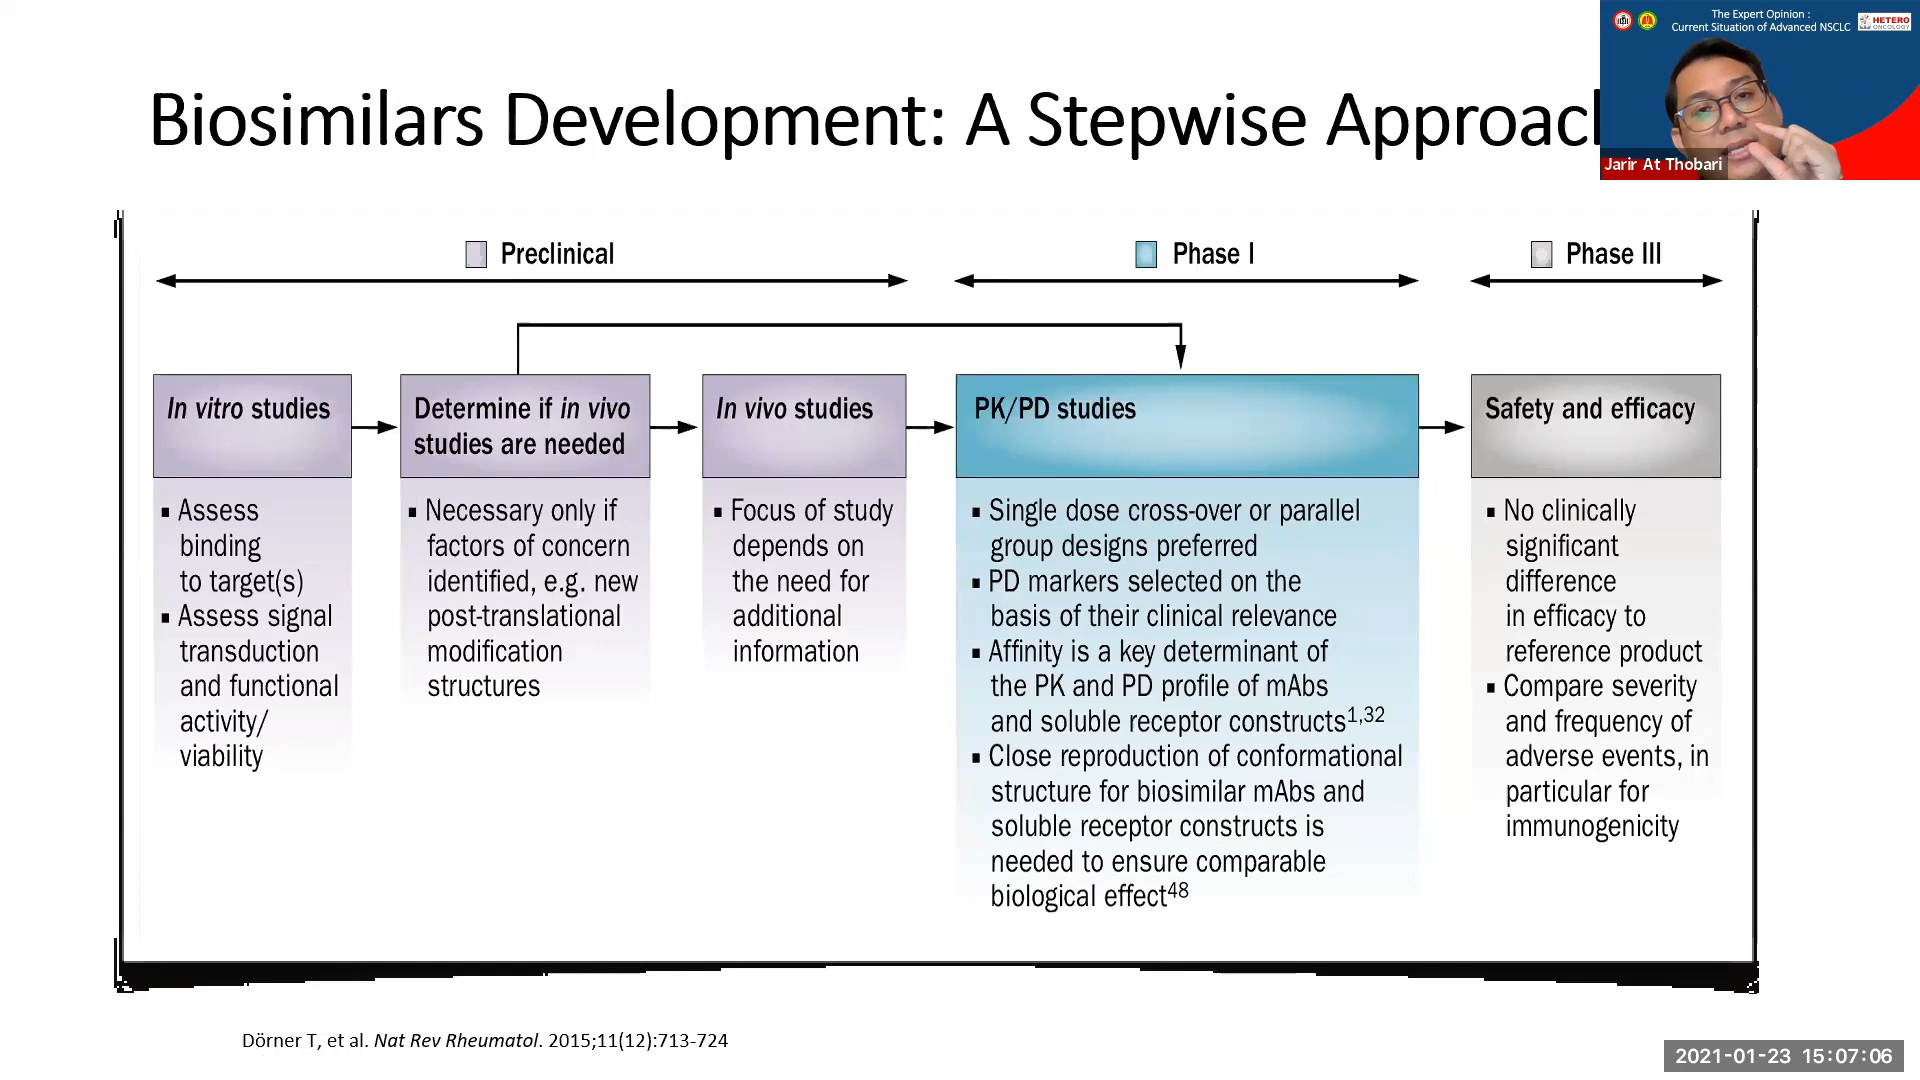 The Expert Opinion :
Current Situation of Advanced NSCLC
HETERO
ONCOLOGY
Jarir At Thobari
Biosimilars Development: A Stepwise Approach
Preclinical
Phase I
Phase III
In vitro studies
▪ Assess
binding
to target(s)
▪ Assess signal
transduction
and functional
activity/
viability
Determine if in vivo
studies are needed
▪ Necessary only if
factors of concern
identified, e.g. new
post-translational
modification
structures
In vivo studies
▪ Focus of study
depends on
the need for
additional
information
PK/PD studies
▪ Single dose cross-over or parallel
group designs preferred
▪ PD markers selected on the
basis of their clinical relevance
▪ Affinity is a key determinant of
the PK and PD profile of mAbs
and soluble receptor constructs1,32
▪ Close reproduction of conformational
structure for biosimilar mAbs and
soluble receptor constructs is
needed to ensure comparable
biological effect48
Safety and efficacy
▪ No clinically
significant
difference
in efficacy to
reference product
▪ Compare severity
and frequency of
adverse events, in
particular for
immunogenicity
Dörner T, et al. Nat Rev Rheumatol. 2015;11(12):713-724
2021-01-23 15:07:06